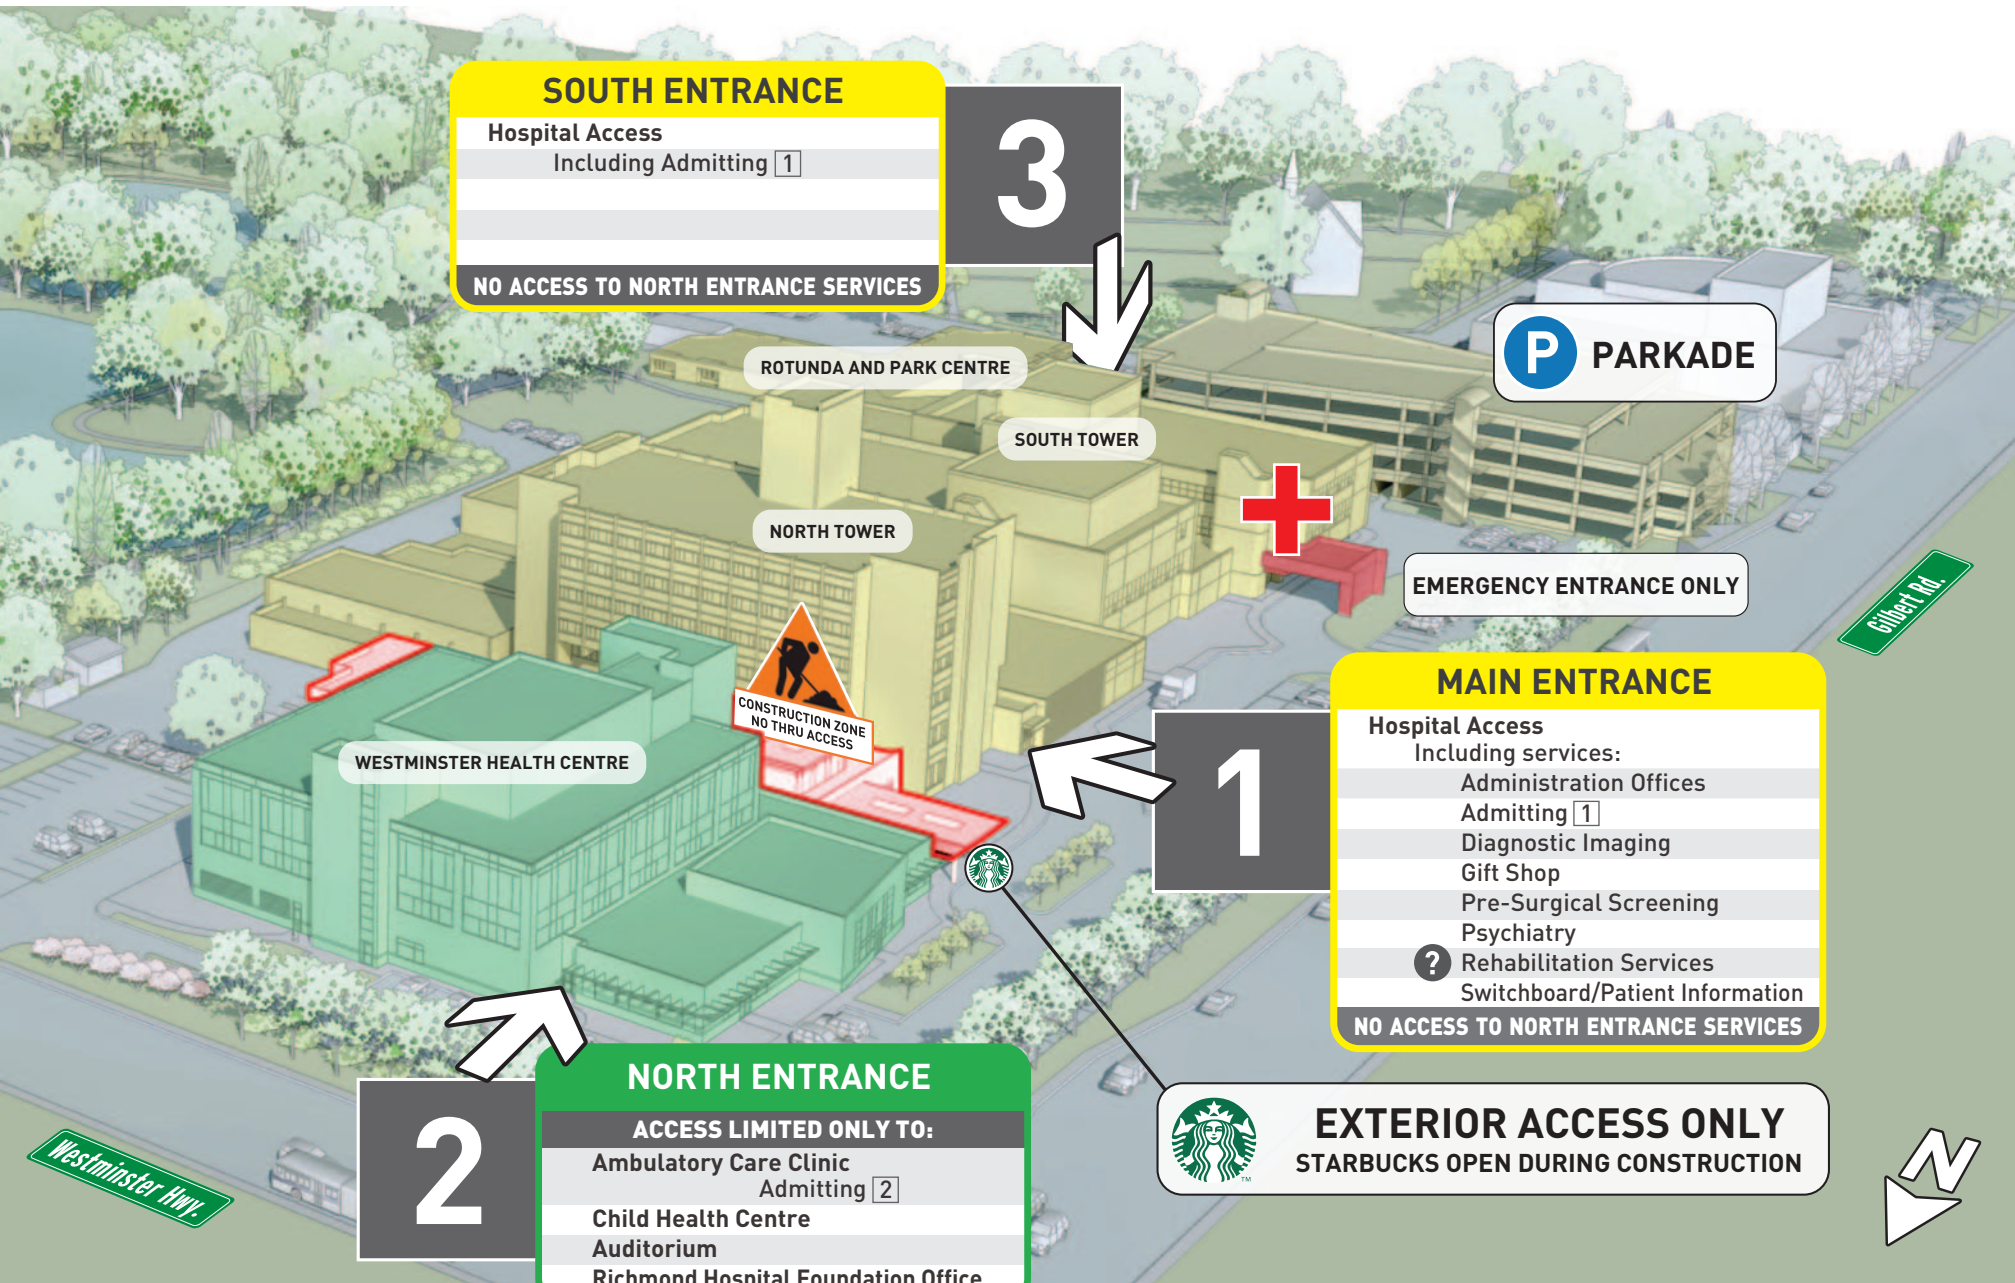 SOUTH ENTRANCE
Hospital Access
Including Admitting 1
NO ACCESS TO NORTH ENTRANCE SERVICES
3
ROTUNDA AND PARK CENTRE
P PARKADE
SOUTH TOWER
NORTH TOWER
EMERGENCY ENTRANCE ONLY
Gilbert Rd.
CONSTRUCTION ZONE
NO THRU ACCESS
WESTMINSTER HEALTH CENTRE
1
MAIN ENTRANCE
Hospital Access
Including services:
Administration Offices
Admitting 1
Diagnostic Imaging
Gift Shop
Pre-Surgical Screening
Psychiatry
? Rehabilitation Services
Switchboard/Patient Information
NO ACCESS TO NORTH ENTRANCE SERVICES
2
NORTH ENTRANCE
ACCESS LIMITED ONLY TO:
Ambulatory Care Clinic
Admitting 2
Child Health Centre
Auditorium
Richmond Hospital Foundation Office
Westminster Hwy.
EXTERIOR ACCESS ONLY
STARBUCKS OPEN DURING CONSTRUCTION
TM
N